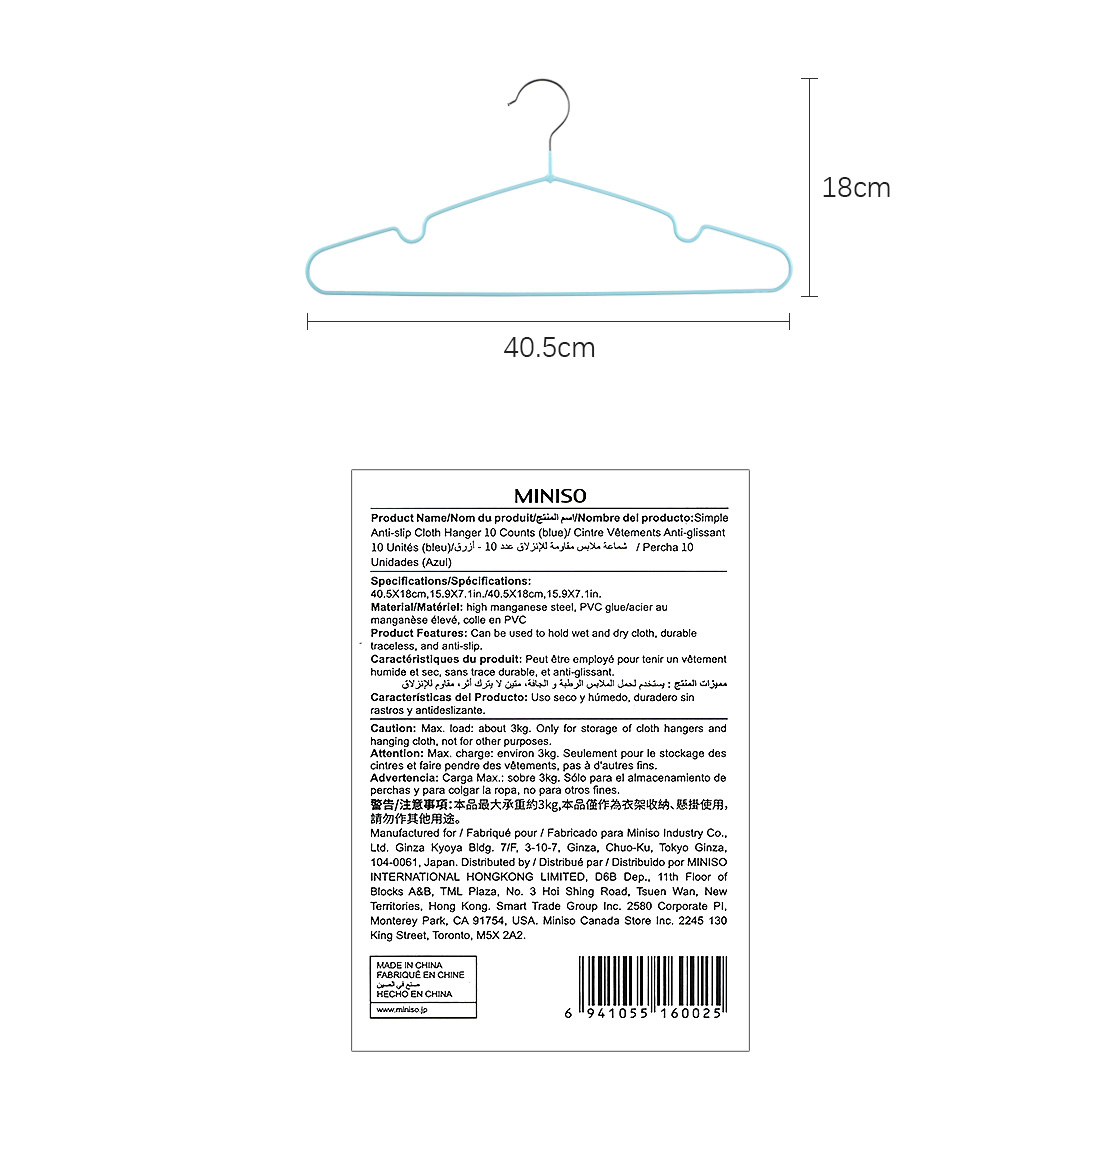 18cm
40.5cm
MINISO
Product Name/Nom du produit/اسم المنتج/Nombre del producto:Simple
Anti-slip Cloth Hanger 10 Counts (blue)/ Cintre Vêtements Anti-glissant
10 Unités (bleu)/شماعة ملابس مقاومة للإنزلاق عدد 10 - أزرق / Percha 10
Unidades (Azul)
Specifications/Spécifications:
40.5X18cm,15.9X7.1in./40.5X18cm,15.9X7.1in.
Material/Matériel: high manganese steel, PVC glue/acier au
manganèse élevé, colle en PVC
Product Features: Can be used to hold wet and dry cloth, durable
traceless, and anti-slip.
Caractéristiques du produit: Peut être employé pour tenir un vêtement
humide et sec, sans trace durable, et anti-glissant.
مميزات المنتج : يستخدم لحمل الملابس الرطبة و الجافة، متين لا يترك أثر، مقاوم للإنزلاق
Características del Producto: Uso seco y húmedo, duradero sin
rastros y antideslizante.
Caution: Max. load: about 3kg. Only for storage of cloth hangers and
hanging cloth, not for other purposes.
Attention: Max. charge: environ 3kg. Seulement pour le stockage des
cintres et faire pendre des vêtements, pas à d'autres fins.
Advertencia: Carga Max.: sobre 3kg. Sólo para el almacenamiento de
perchas y para colgar la ropa, no para otros fines.
警告/注意事項:本品最大承重約3kg,本品僅作為衣架收納、懸掛使用,
請勿作其他用途。
Manufactured for / Fabriqué pour / Fabricado para Miniso Industry Co.,
Ltd. Ginza Kyoya Bldg. 7/F, 3-10-7, Ginza, Chuo-Ku, Tokyo Ginza,
104-0061, Japan. Distributed by / Distribué par / Distribuido por MINISO
INTERNATIONAL HONGKONG LIMITED, D6B Dep., 11th Floor of
Blocks A&B, TML Plaza, No. 3 Hoi Shing Road, Tsuen Wan, New
Territories, Hong Kong. Smart Trade Group Inc. 2580 Corporate Pl,
Monterey Park, CA 91754, USA. Miniso Canada Store Inc. 2245 130
King Street, Toronto, M5X 2A2.
MADE IN CHINA
FABRIQUÉ EN CHINE
صنع في الصين
HECHO EN CHINA
www.miniso.jp
6 941055 160025